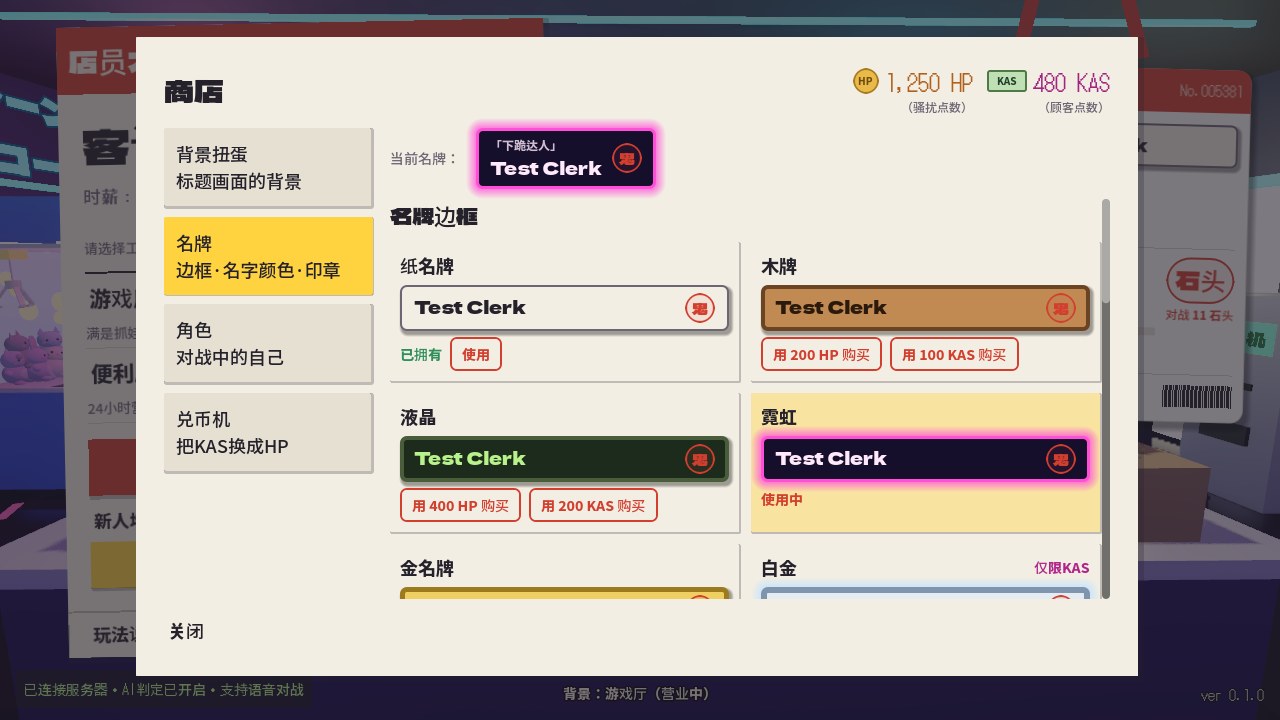 店员
No. 005381
商店
HP 1,250 HP
(骚扰点数)
KAS 480 KAS
(顾客点数)
背景扭蛋
标题画面的背景
名牌
边框·名字颜色·印章
角色
对战中的自己
兑币机
把KAS换成HP
当前名牌：
「下跪达人」
Test Clerk
名牌边框
纸名牌
Test Clerk
已拥有
使用
木牌
Test Clerk
用 200 HP 购买
用 100 KAS 购买
液晶
Test Clerk
用 400 HP 购买
用 200 KAS 购买
霓虹
Test Clerk
使用中
金名牌
白金
仅限KAS
关闭
时薪：
请选择工
游戏
满是抓娃
便利
24小时营
新人
玩法
石头
对战 11 石头
机
已连接服务器·AI判定已开启·支持语音对战
背景：游戏厅（营业中）
ver 0.1.0